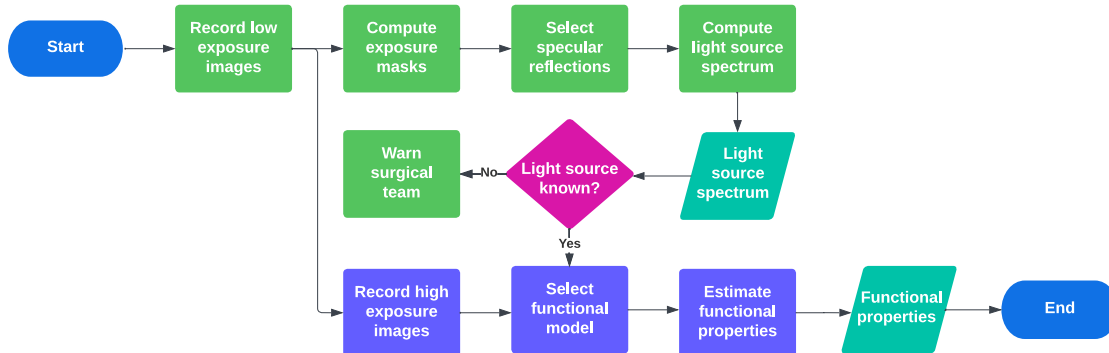 Start
Record low
exposure
images
Compute
exposure
masks
Select
specular
reflections
Compute
light source
spectrum
Warn
surgical
team
No
Light source
known?
Light
source
spectrum
Yes
Record high
exposure
images
Select
functional
model
Estimate
functional
properties
Functional
properties
End